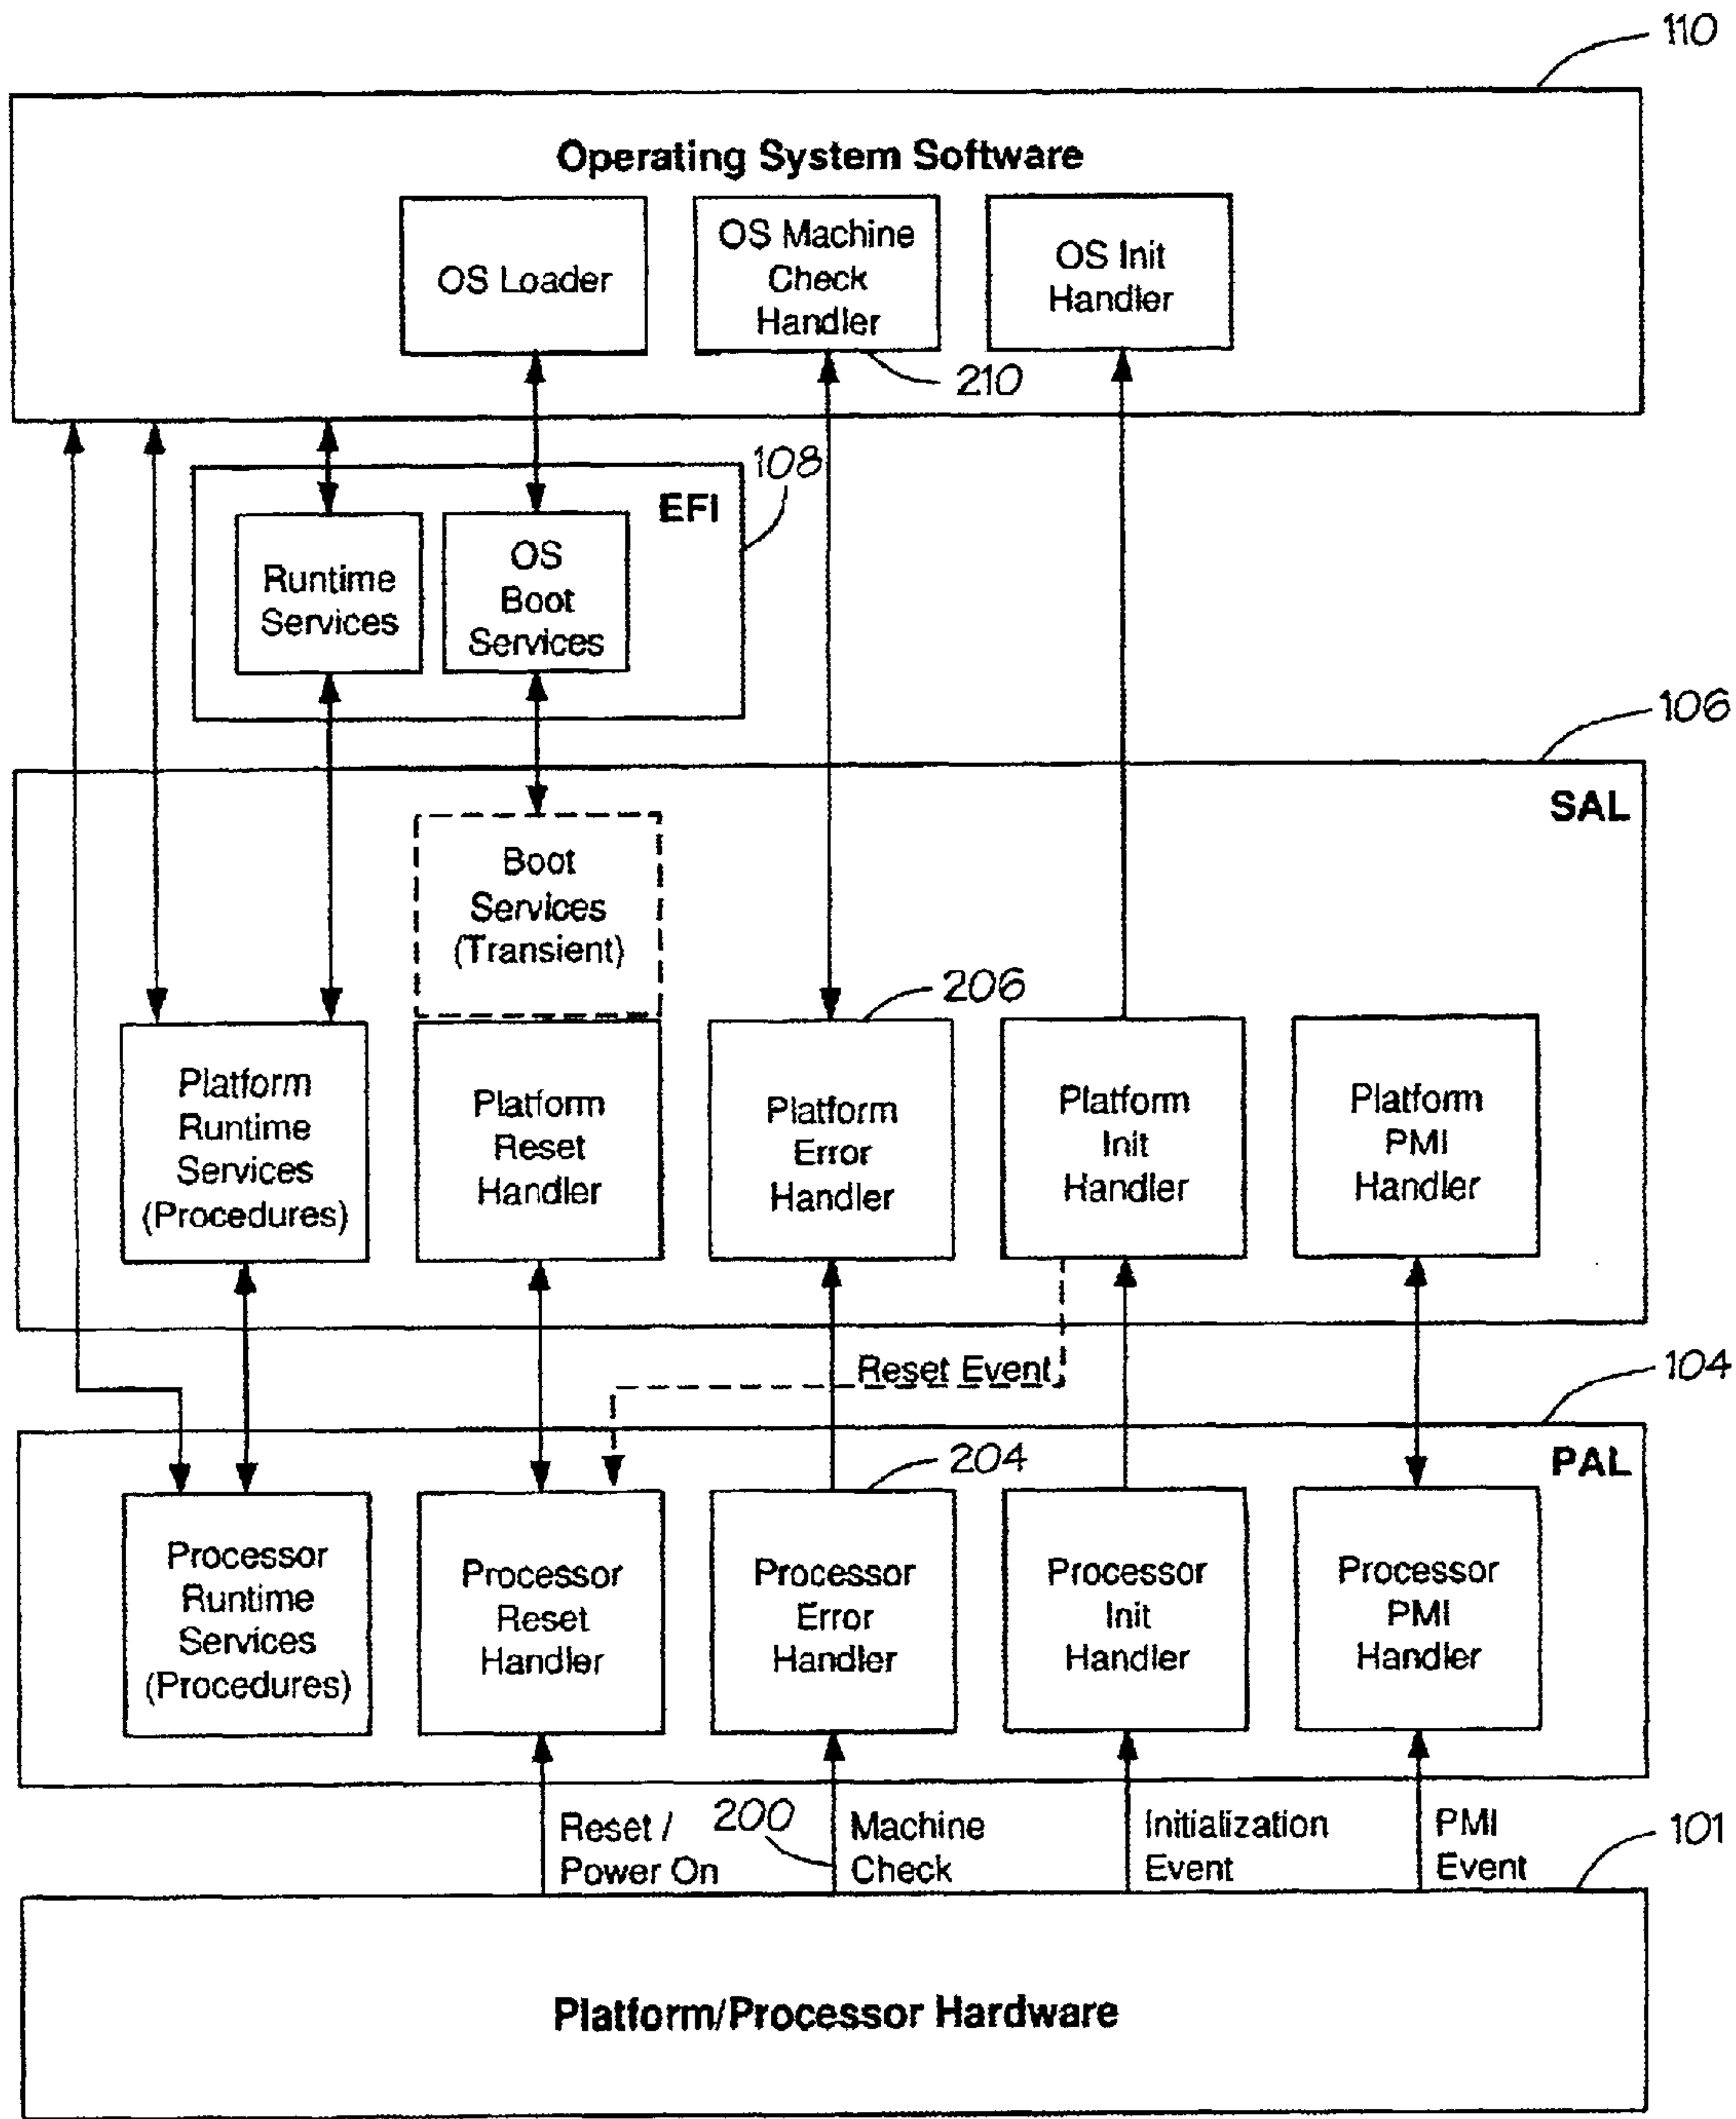 110
Operating System Software
OS Loader
OS Machine
Check
Handler
OS Init
Handler
210
108
EFI
Runtime
Services
OS
Boot
Services
106
SAL
Boot
Services
(Transient)
206
Platform
Runtime
Services
(Procedures)
Platform
Reset
Handler
Platform
Error
Handler
Platform
Init
Handler
Platform
PMI
Handler
Reset Event
104
PAL
204
Processor
Runtime
Services
(Procedures)
Processor
Reset
Handler
Processor
Error
Handler
Processor
Init
Handler
Processor
PMI
Handler
Reset /
Power On
200
Machine
Check
Initialization
Event
PMI
Event
101
Platform/Processor Hardware